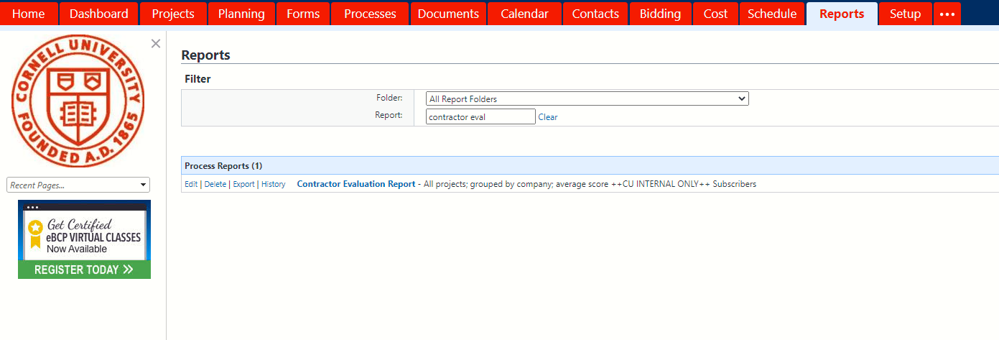 Home Dashboard Projects Planning Forms Processes Documents Calendar Contacts Bidding Cost Schedule Reports Setup •••
CORNELL UNIVERSITY
FOUNDED A.D. 1865
Recent Pages...
Get Certified
eBCP VIRTUAL CLASSES
Now Available
REGISTER TODAY >>
Reports
Filter
Folder: All Report Folders
Report: contractor eval Clear
Process Reports (1)
Edit | Delete | Export | History Contractor Evaluation Report - All projects; grouped by company; average score ++CU INTERNAL ONLY++ Subscribers